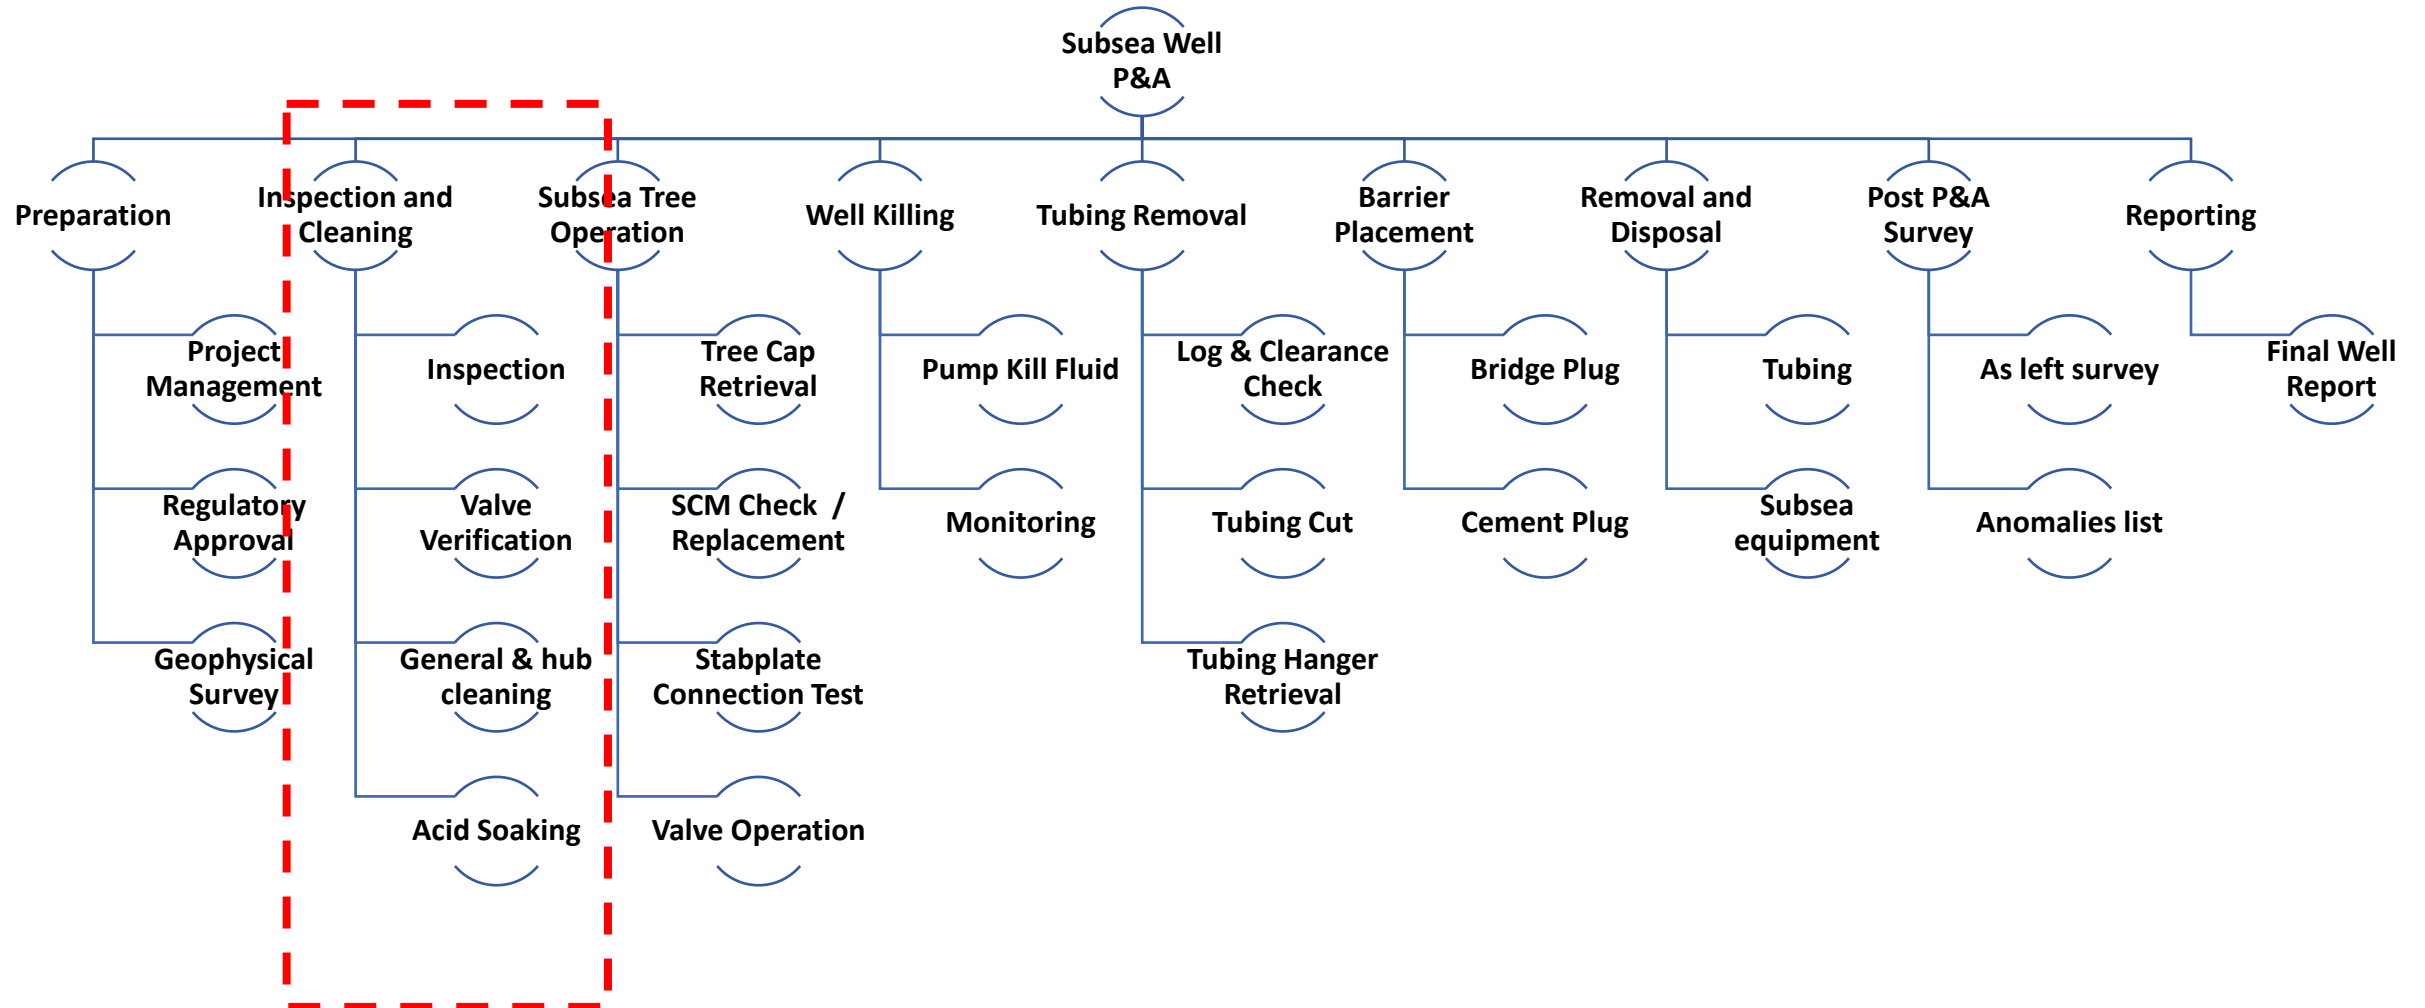 Subsea Well
P&A
Preparation
Inspection and
Cleaning
Subsea Tree
Operation
Well Killing
Tubing Removal
Barrier
Placement
Removal and
Disposal
Post P&A
Survey
Reporting
Project
Management
Regulatory
Approval
Geophysical
Survey
Inspection
Valve
Verification
General & hub
cleaning
Acid Soaking
Tree Cap
Retrieval
SCM Check  /
Replacement
Stabplate
Connection Test
Valve Operation
Pump Kill Fluid
Monitoring
Log & Clearance
Check
Tubing Cut
Tubing Hanger
Retrieval
Bridge Plug
Cement Plug
Tubing
Subsea
equipment
As left survey
Anomalies list
Final Well
Report